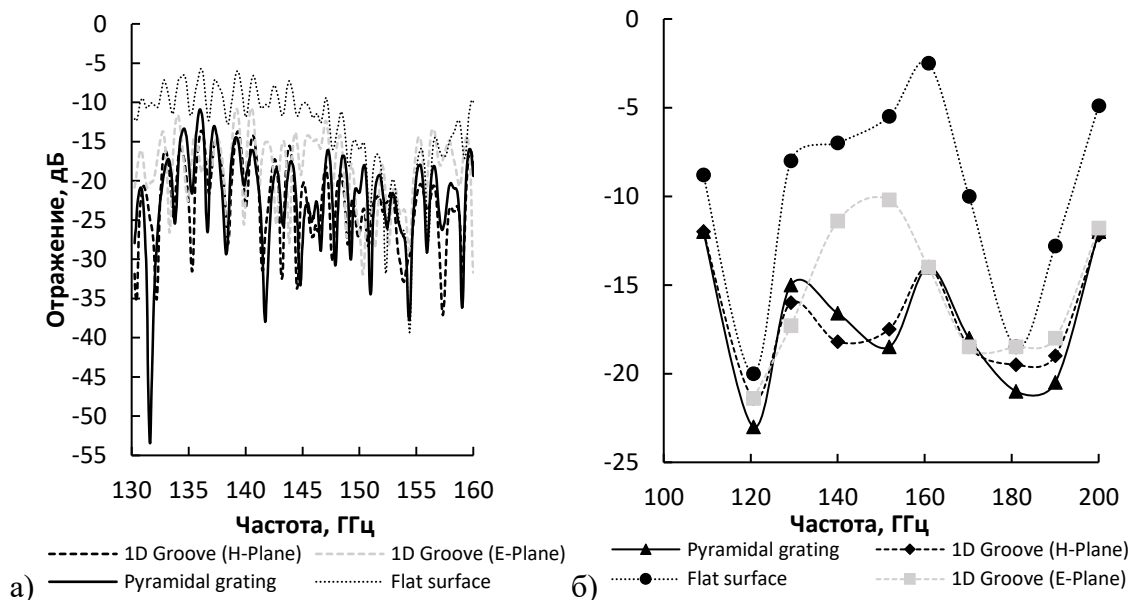 0
-5
-10
-15
-20
-25
-30
-35
-40
-45
-50
-55
Отражение, дБ
130 135 140 145 150 155 160
Частота, ГГц
1D Groove (H-Plane) 1D Groove (E-Plane)
Pyramidal grating Flat surface
а)
0
-5
-10
-15
-20
-25
100 120 140 160 180 200
Частота, ГГц
Pyramidal grating 1D Groove (H-Plane)
Flat surface 1D Groove (E-Plane)
б)